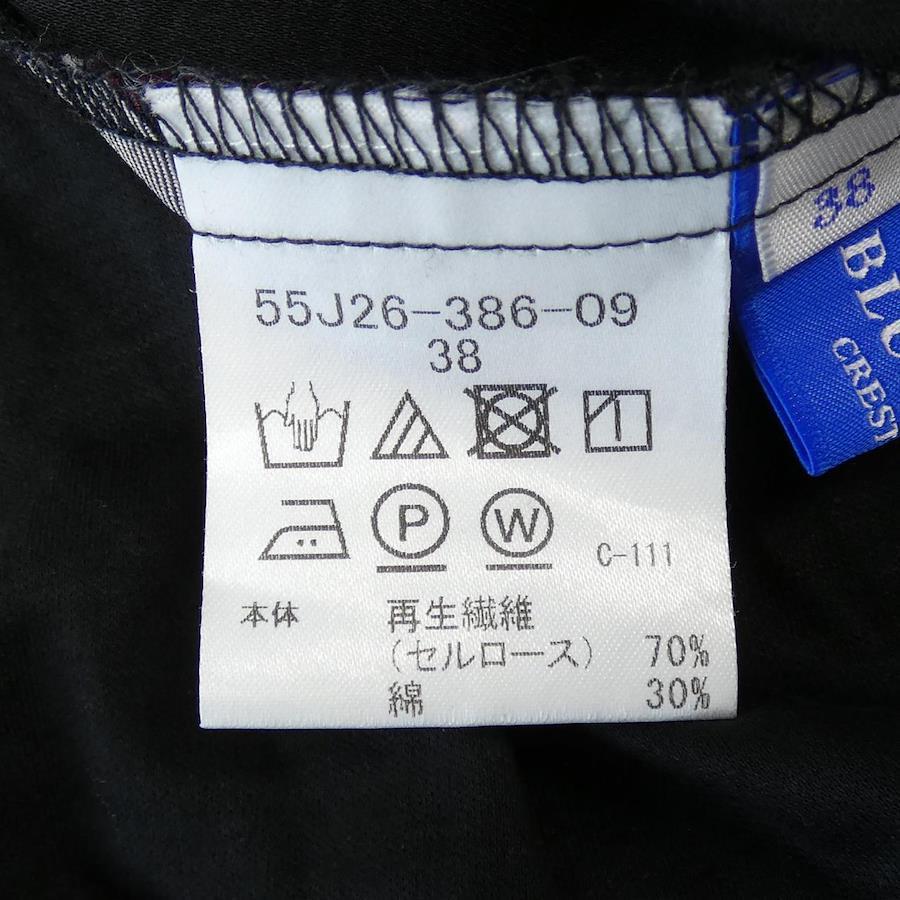 55J26-386-09
38
P
W
C-111
本体 再生繊維
(セルロース) 70%
綿 30%
38
CREST